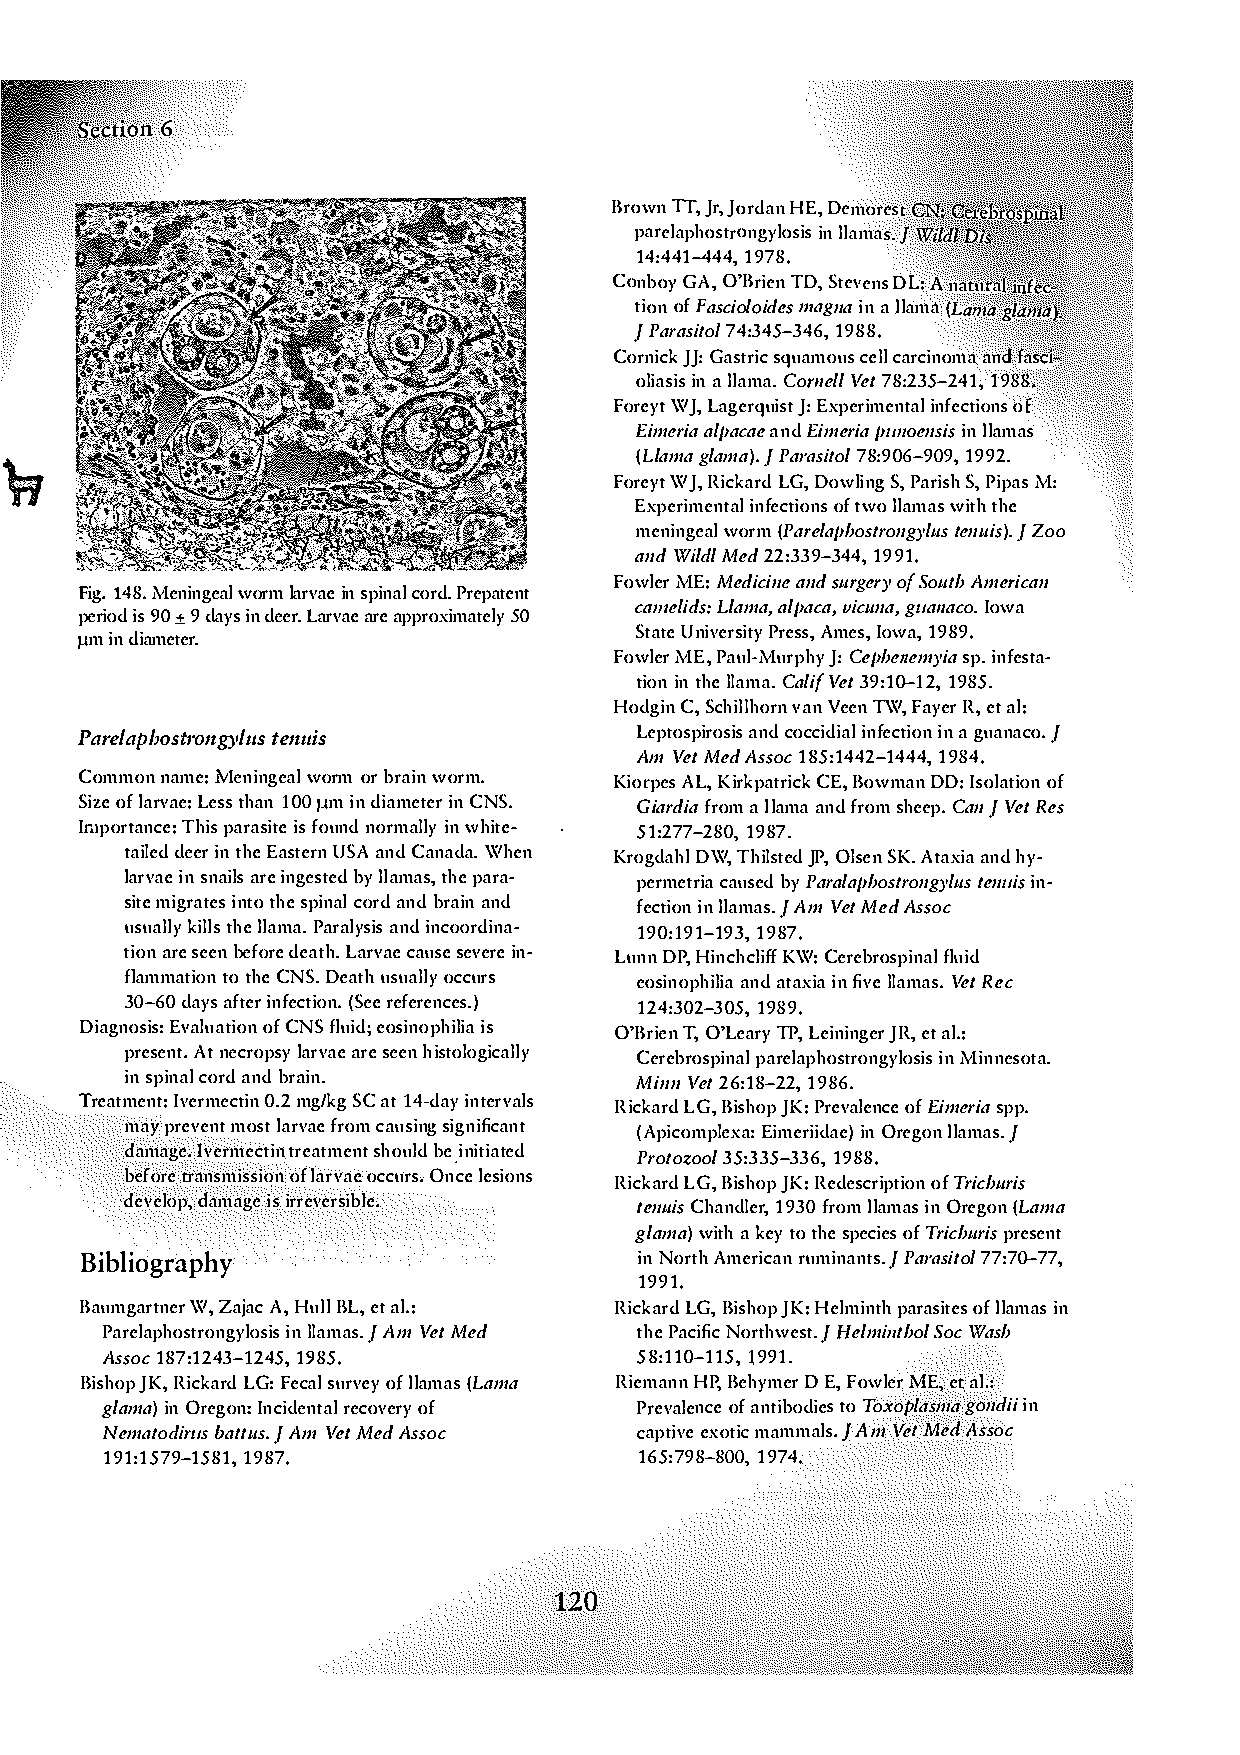 Section 6
Fig. 148. Meningeal worm larvae in spinal cord. Prepatent
period is 90 ± 9 days in deer. Larvae are approximately 50
µm in diameter.
Parelaphostrongylus tenuis
Common name: Meningeal worm or brain worm.
Size of larvae: Less than 100 µm in diameter in CNS.
Importance: This parasite is found normally in white-
tailed deer in the Eastern USA and Canada. When
larvae in snails are ingested by llamas, the para-
site migrates into the spinal cord and brain and
usually kills the llama. Paralysis and incoordina-
tion are seen before death. Larvae cause severe in-
flammation to the CNS. Death usually occurs
30–60 days after infection. (See references.)
Diagnosis: Evaluation of CNS fluid; eosinophilia is
present. At necropsy larvae are seen histologically
in spinal cord and brain.
Treatment: Ivermectin 0.2 mg/kg SC at 14-day intervals
may prevent most larvae from causing significant
damage. Ivermectin treatment should be initiated
before transmission of larvae occurs. Once lesions
develop, damage is irreversible.
Bibliography
Baumgartner W, Zajac A, Hull BL, et al.:
Parelaphostrongylosis in llamas. J Am Vet Med
Assoc 187:1243–1245, 1985.
Bishop JK, Rickard LG: Fecal survey of llamas (Lama
glama) in Oregon: Incidental recovery of
Nematodirus battus. J Am Vet Med Assoc
191:1579–1581, 1987.
Brown TT, Jr, Jordan HE, Demorest CN: Cerebrospinal
parelaphostrongylosis in llamas. J Wildl Dis
14:441–444, 1978.
Conboy GA, O'Brien TD, Stevens DL: A natural infec-
tion of Fascioloides magna in a llama (Lama glama).
J Parasitol 74:345–346, 1988.
Cornick JJ: Gastric squamous cell carcinoma and fasci-
oliasis in a llama. Cornell Vet 78:235–241, 1988.
Foreyt WJ, Lagerquist J: Experimental infections of
Eimeria alpacae and Eimeria punoensis in llamas
(Llama glama). J Parasitol 78:906–909, 1992.
Foreyt WJ, Rickard LG, Dowling S, Parish S, Pipas M:
Experimental infections of two llamas with the
meningeal worm (Parelaphostrongylus tenuis). J Zoo
and Wildl Med 22:339–344, 1991.
Fowler ME: Medicine and surgery of South American
camelids: Llama, alpaca, vicuna, guanaco. Iowa
State University Press, Ames, Iowa, 1989.
Fowler ME, Paul-Murphy J: Cephenemyia sp. infesta-
tion in the llama. Calif Vet 39:10–12, 1985.
Hodgin C, Schillhorn van Veen TW, Fayer R, et al:
Leptospirosis and coccidial infection in a guanaco. J
Am Vet Med Assoc 185:1442–1444, 1984.
Kiorpes AL, Kirkpatrick CE, Bowman DD: Isolation of
Giardia from a llama and from sheep. Can J Vet Res
51:277–280, 1987.
Krogdahl DW, Thilsted JP, Olsen SK. Ataxia and hy-
permetria caused by Paralaphostrongylus tenuis in-
fection in llamas. J Am Vet Med Assoc
190:191–193, 1987.
Lunn DP, Hinchcliff KW: Cerebrospinal fluid
eosinophilia and ataxia in five llamas. Vet Rec
124:302–305, 1989.
O'Brien T, O'Leary TP, Leininger JR, et al.:
Cerebrospinal parelaphostrongylosis in Minnesota.
Minn Vet 26:18–22, 1986.
Rickard LG, Bishop JK: Prevalence of Eimeria spp.
(Apicomplexa: Eimeriidae) in Oregon llamas. J
Protozool 35:335–336, 1988.
Rickard LG, Bishop JK: Redescription of Trichuris
tenuis Chandler, 1930 from llamas in Oregon (Lama
glama) with a key to the species of Trichuris present
in North American ruminants. J Parasitol 77:70–77,
1991.
Rickard LG, Bishop JK: Helminth parasites of llamas in
the Pacific Northwest. J Helminthol Soc Wash
58:110–115, 1991.
Riemann HP, Behymer D E, Fowler ME, et al.:
Prevalence of antibodies to Toxoplasma gondii in
captive exotic mammals. J Am Vet Med Assoc
165:798–800, 1974.
120